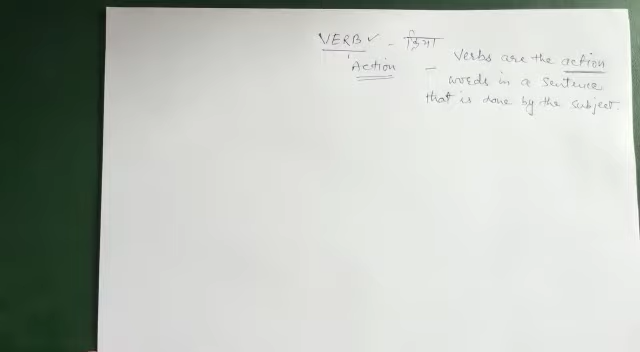 VERB ✓ - क्रिया
Action
- Verbs are the action
words in a sentence
that is done by the subject.